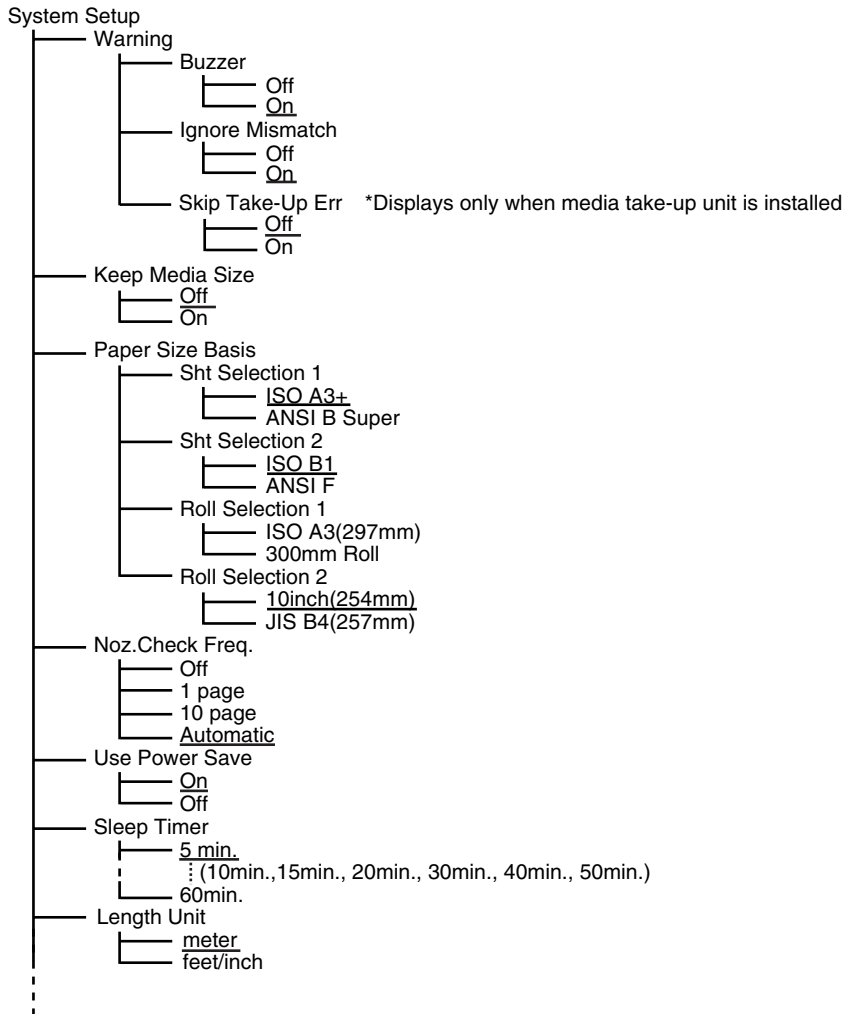 System Setup
Warning
Buzzer
Off
On
Ignore Mismatch
Off
On
Skip Take-Up Err *Displays only when media take-up unit is installed
Off
On
Keep Media Size
Off
On
Paper Size Basis
Sht Selection 1
ISO A3+
ANSI B Super
Sht Selection 2
ISO B1
ANSI F
Roll Selection 1
ISO A3(297mm)
300mm Roll
Roll Selection 2
10inch(254mm)
JIS B4(257mm)
Noz.Check Freq.
Off
1 page
10 page
Automatic
Use Power Save
On
Off
Sleep Timer
5 min.
(10min.,15min., 20min., 30min., 40min., 50min.)
60min.
Length Unit
meter
feet/inch